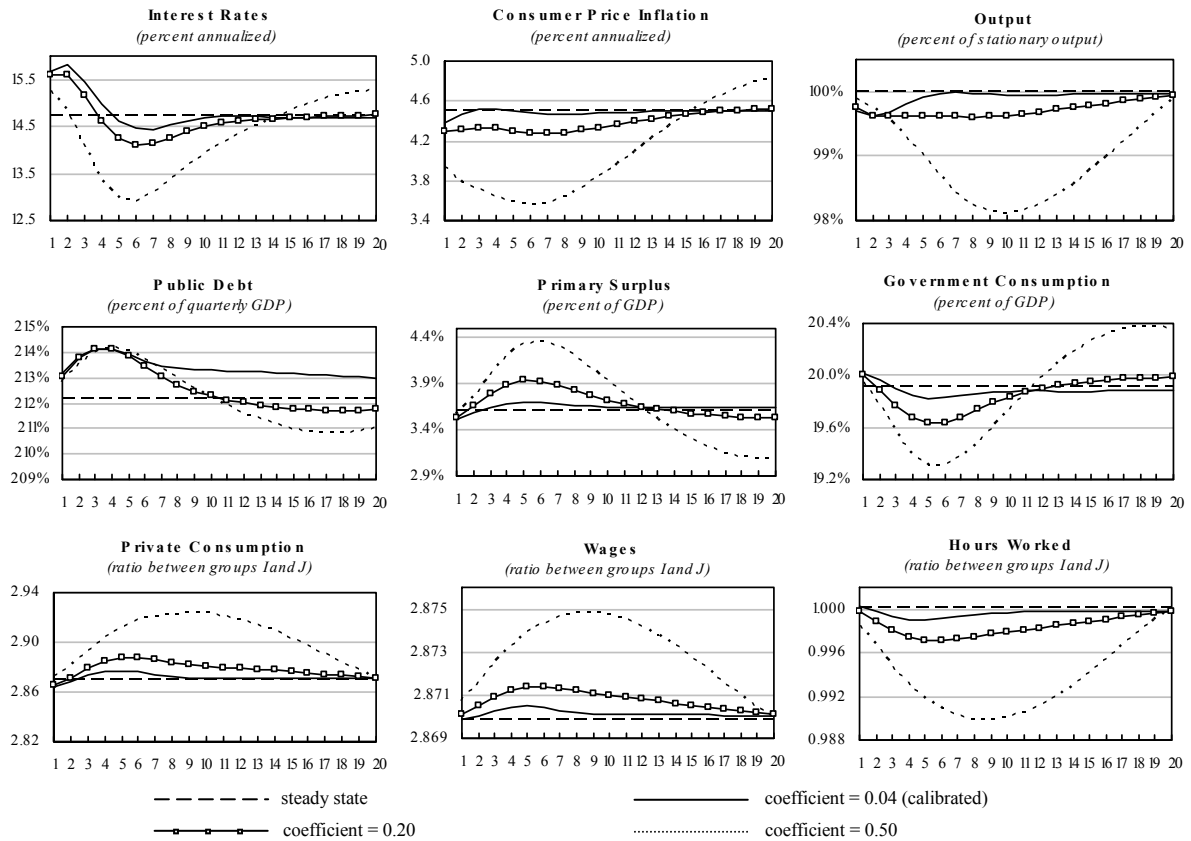 Interest Rates
(percent annualized)
15.5
14.5
13.5
12.5
1 2 3 4 5 6 7 8 9 10 11 12 13 14 15 16 17 18 19 20
Consumer Price Inflation
(percent annualized)
5.0
4.6
4.2
3.8
3.4
1 2 3 4 5 6 7 8 9 10 11 12 13 14 15 16 17 18 19 20
Output
(percent of stationary output)
100%
99%
98%
1 2 3 4 5 6 7 8 9 10 11 12 13 14 15 16 17 18 19 20
Public Debt
(percent of quarterly GDP)
215%
214%
213%
212%
211%
210%
209%
1 2 3 4 5 6 7 8 9 10 11 12 13 14 15 16 17 18 19 20
Primary Surplus
(percent of GDP)
4.4%
3.9%
3.4%
2.9%
1 2 3 4 5 6 7 8 9 10 11 12 13 14 15 16 17 18 19 20
Government Consumption
(percent of GDP)
20.4%
20.0%
19.6%
19.2%
1 2 3 4 5 6 7 8 9 10 11 12 13 14 15 16 17 18 19 20
Private Consumption
(ratio between groups I and J)
2.94
2.90
2.86
2.82
1 2 3 4 5 6 7 8 9 10 11 12 13 14 15 16 17 18 19 20
Wages
(ratio between groups I and J)
2.875
2.873
2.871
2.869
1 2 3 4 5 6 7 8 9 10 11 12 13 14 15 16 17 18 19 20
Hours Worked
(ratio between groups I and J)
1.000
0.996
0.992
0.988
1 2 3 4 5 6 7 8 9 10 11 12 13 14 15 16 17 18 19 20
steady state
coefficient = 0.04 (calibrated)
coefficient = 0.20
coefficient = 0.50